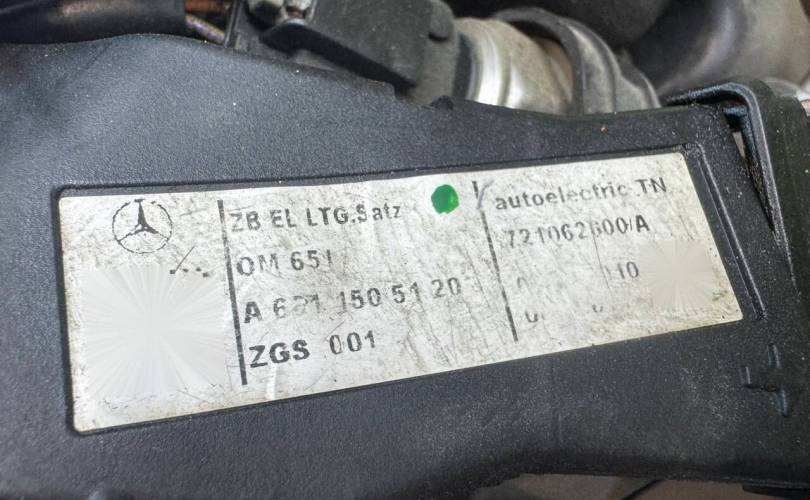 ZB EL LTG.Satz
OM 651
A 651 150 51 20
ZGS 001
autoelectric TN
721062600/A